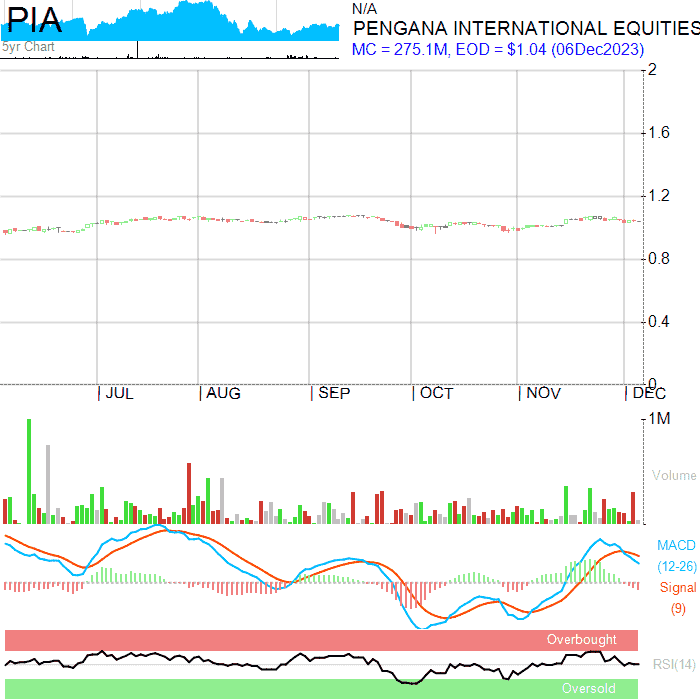 PIA
5yr Chart
N/A
PENGANA INTERNATIONAL EQUITIES
MC = 275.1M, EOD = $1.04 (06Dec2023)
2
1.6
1.2
0.8
0.4
0
JUL AUG SEP OCT NOV DEC
1M
Volume
MACD
(12-26)
Signal
(9)
Overbought
RSI(14)
Oversold